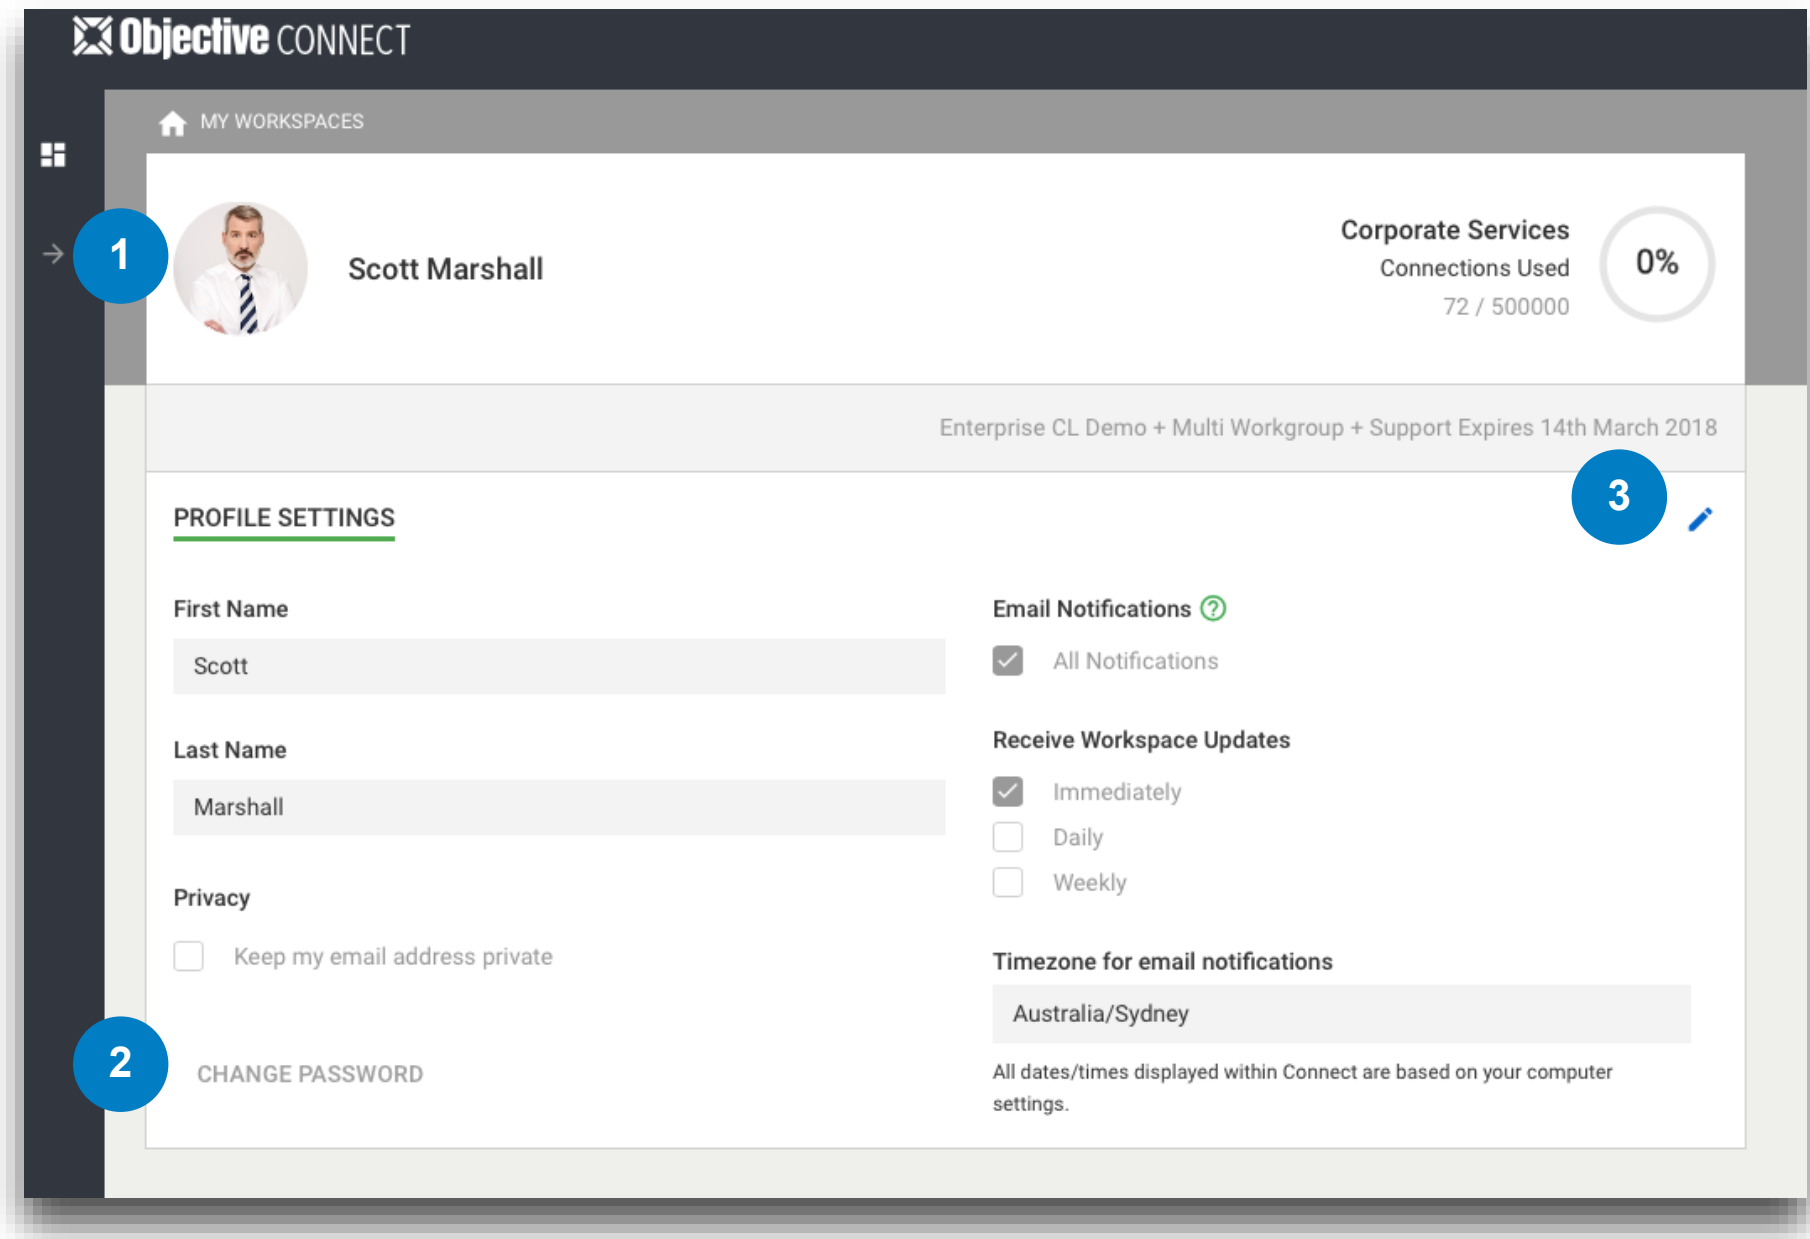 Objective CONNECT
MY WORKSPACES
1
Scott Marshall
Corporate Services
Connections Used
72 / 500000
0%
Enterprise CL Demo + Multi Workgroup + Support Expires 14th March 2018
3
PROFILE SETTINGS
First Name
Scott
Last Name
Marshall
Privacy
Keep my email address private
2
CHANGE PASSWORD
Email Notifications ?
All Notifications
Receive Workspace Updates
Immediately
Daily
Weekly
Timezone for email notifications
Australia/Sydney
All dates/times displayed within Connect are based on your computer
settings.